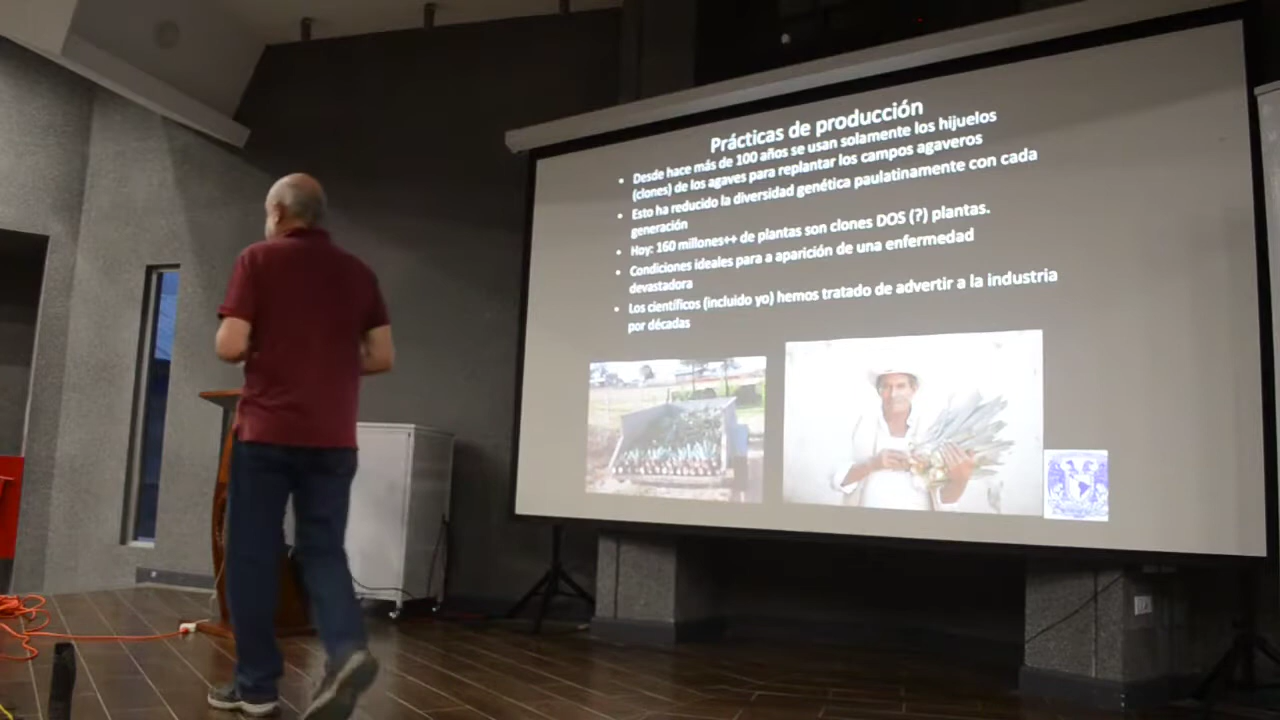 Prácticas de producción
• Desde hace más de 100 años se usan solamente los hijuelos
(clones) de los agaves para replantar los campos agaveros
• Esto ha reducido la diversidad genética paulatinamente con cada
generación
• Hoy: 160 millones++ de plantas son clones DOS (?) plantas.
• Condiciones ideales para a aparición de una enfermedad
devastadora
• Los científicos (incluido yo) hemos tratado de advertir a la industria
por décadas